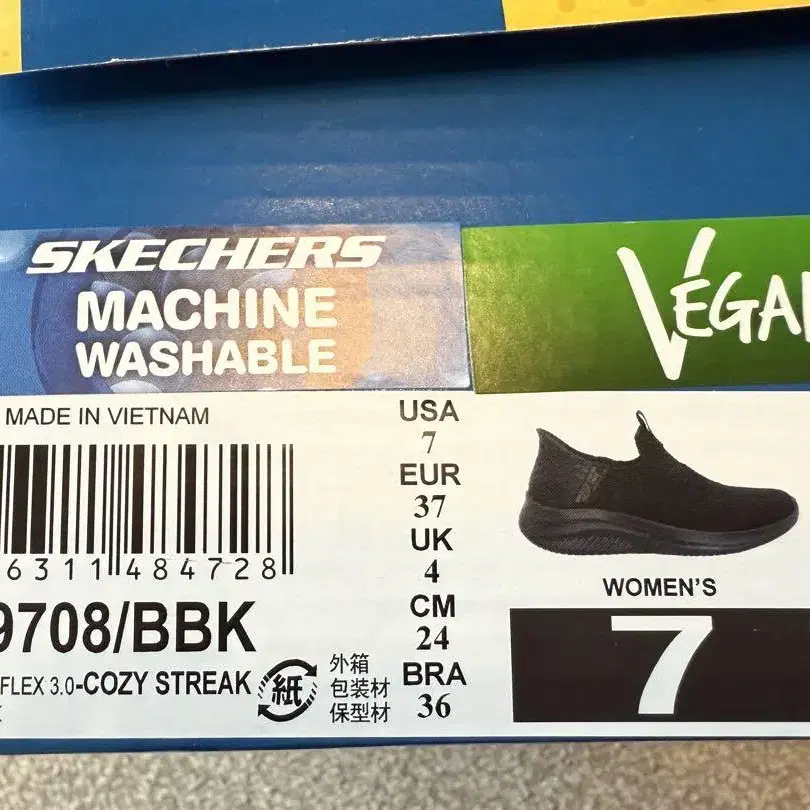 SKECHERS
MACHINE
WASHABLE
VEGA
MADE IN VIETNAM
6311 484728
9708/BBK
FLEX 3.0-COZY STREAK
紙
外箱
包装材
保型材
USA
7
EUR
37
UK
4
CM
24
BRA
36
WOMEN'S
7